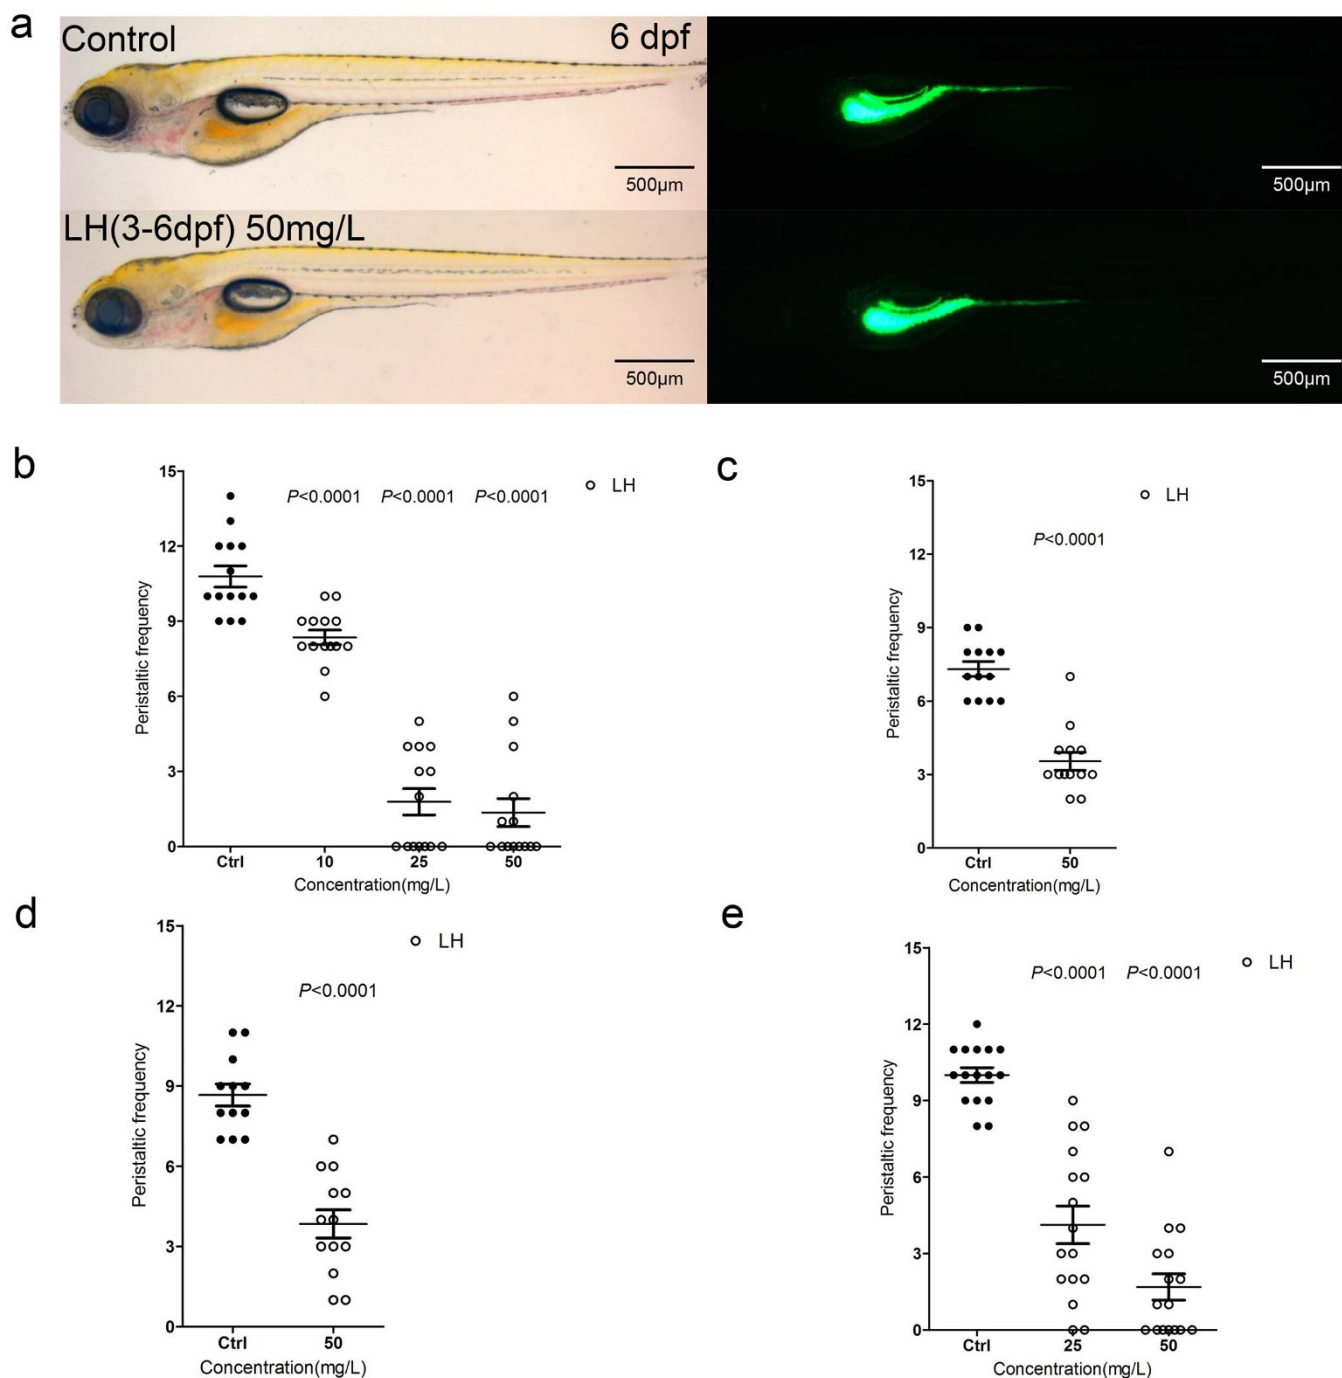 a
Control
6 dpf
500μm
500μm
LH(3-6dpf) 50mg/L
500μm
500μm
b
15
12
9
6
3
0
Peristaltic frequency
P<0.0001
P<0.0001
P<0.0001
LH
Ctrl
10
25
50
Concentration(mg/L)
c
15
12
9
6
3
0
Peristaltic frequency
P<0.0001
LH
Ctrl
50
Concentration(mg/L)
d
15
12
9
6
3
0
Peristaltic frequency
P<0.0001
LH
Ctrl
50
Concentration(mg/L)
e
15
12
9
6
3
0
Peristaltic frequency
P<0.0001
P<0.0001
LH
Ctrl
25
50
Concentration(mg/L)